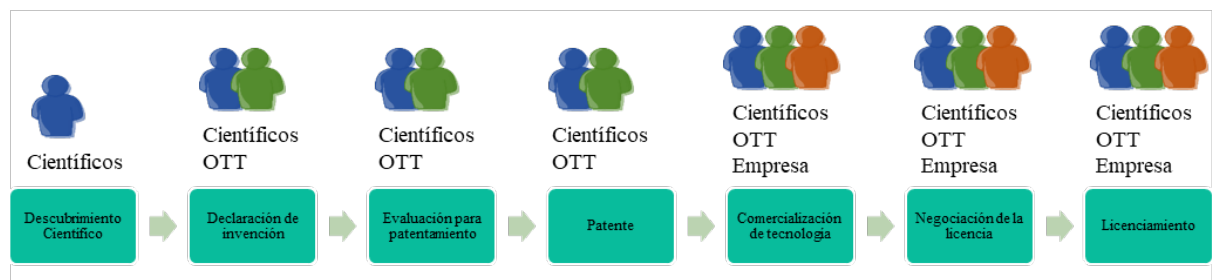 Científicos
Científicos
OTT
Científicos
OTT
Científicos
OTT
Científicos
OTT
Empresa
Científicos
OTT
Empresa
Científicos
OTT
Empresa
Descubrimiento
Científico
Declaración de
invención
Evaluación para
patentamiento
Patente
Comercialización
de tecnología
Negociación de la
licencia
Licenciamiento